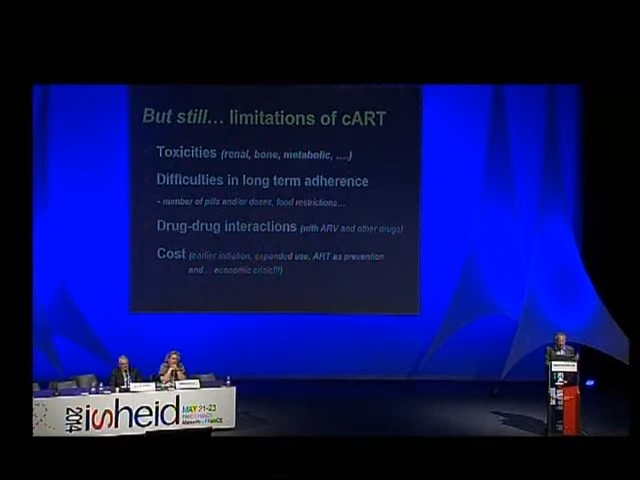 But still... limitations of cART
Toxicities (renal, bone, metabolic, ....)
Difficulties in long term adherence
- number of pills and/or doses, food restrictions...
Drug-drug interactions (with ARV and other drugs)
Cost (earlier initiation, expanded use, ART as prevention
and... economic crisis!!!)
2014 isheid MAY 21-23
Marseille - FRANCE